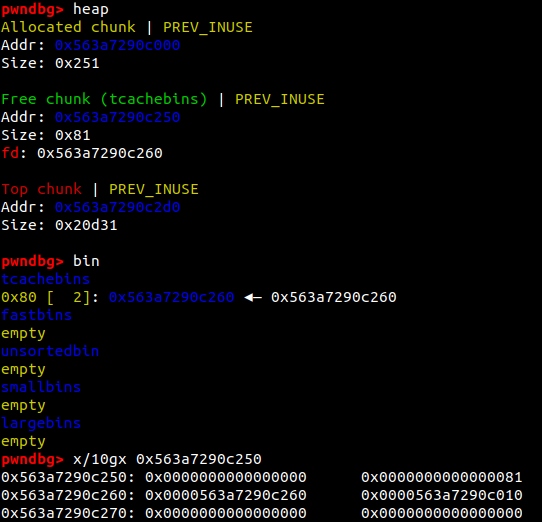 pwndbg> heap
Allocated chunk | PREV_INUSE
Addr: 0x563a7290c000
Size: 0x251
Free chunk (tcachebins) | PREV_INUSE
Addr: 0x563a7290c250
Size: 0x81
fd: 0x563a7290c260
Top chunk | PREV_INUSE
Addr: 0x563a7290c2d0
Size: 0x20d31
pwndbg> bin
tcachebins
0x80 [  2]: 0x563a7290c260 ◂— 0x563a7290c260
fastbins
empty
unsortedbin
empty
smallbins
empty
largebins
empty
pwndbg> x/10gx 0x563a7290c250
0x563a7290c250: 0x0000000000000000      0x0000000000000081
0x563a7290c260: 0x0000563a7290c260      0x0000563a7290c010
0x563a7290c270: 0x0000000000000000      0x0000000000000000